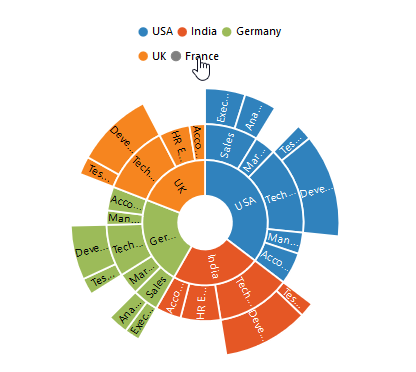 USA India Germany
UK France
Exec...
Ana...
Sales
Mar...
Tes...
USA
Tech...
Deve...
Man...
Acco...
India
Tech...
Tes...
Deve...
HR E...
Acco...
Ger...
Sales
Exec...
Ana...
Mar...
Tech...
Tes...
Deve...
Man...
Acco...
UK
Tech...
Tes...
Deve...
HR E...
Acco...